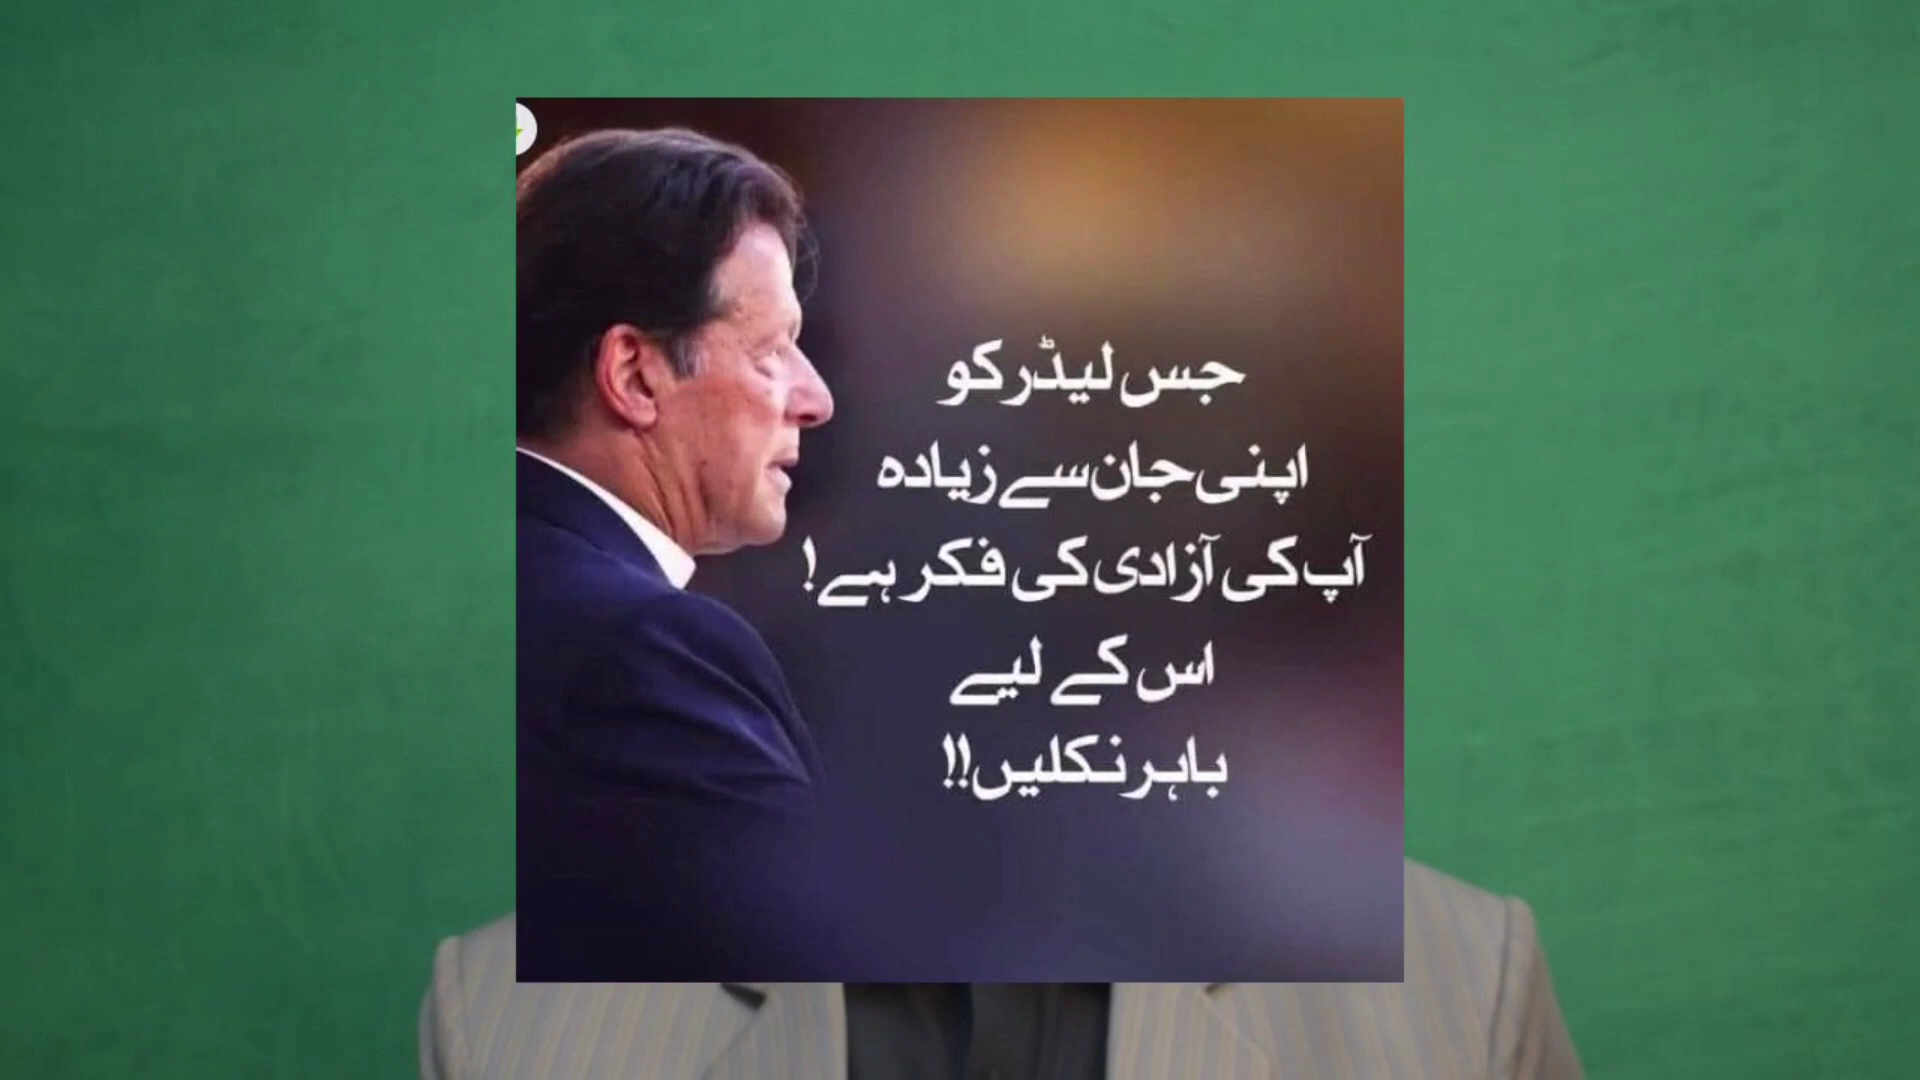 جس لیڈر کو
اپنی جان سے زیادہ
آپ کی آزادی کی فکر ہے!
اس کے لیے
باہر نکلیں!!